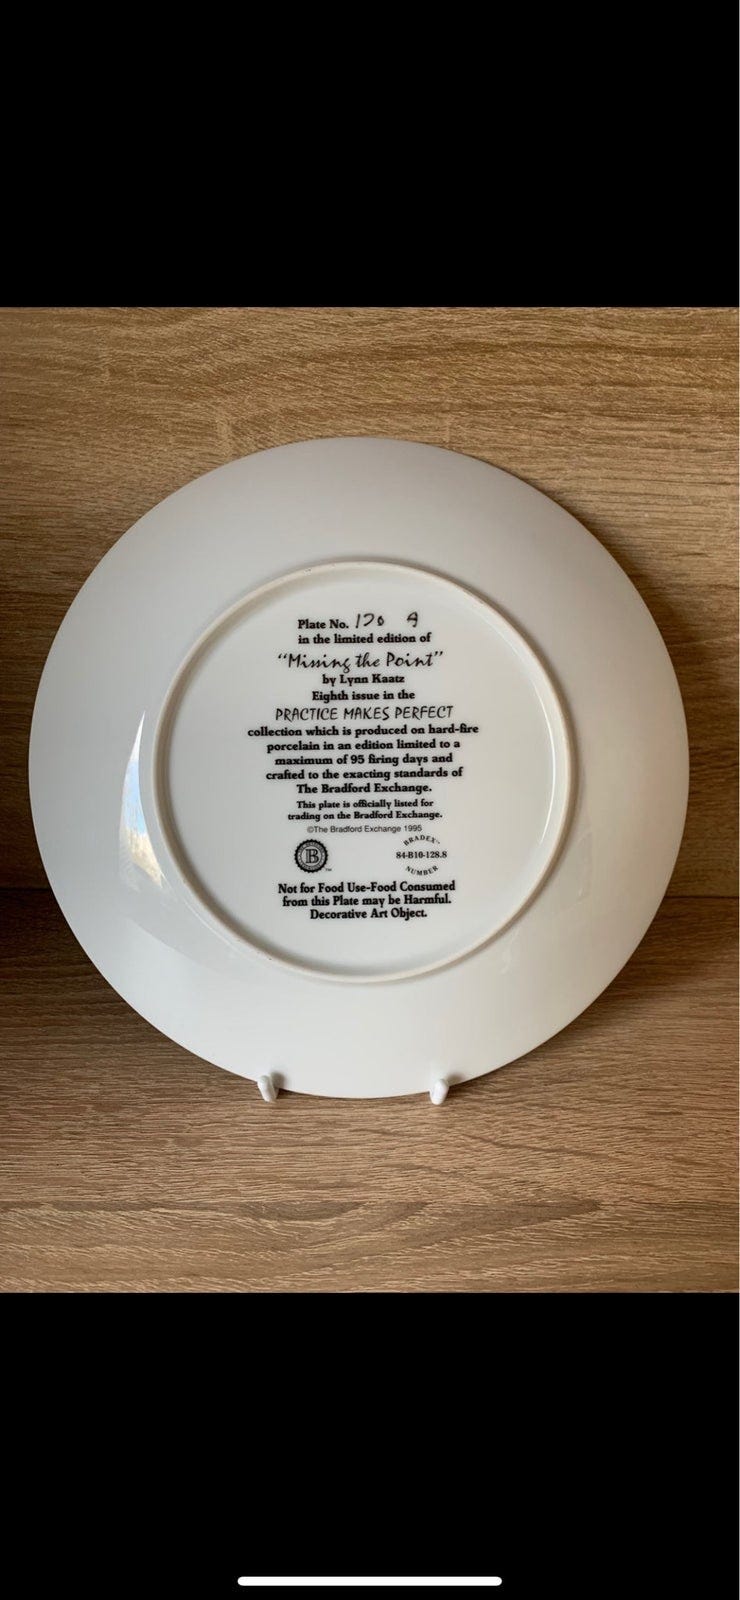 Plate No. 170 A
in the limited edition of
“Missing the Point”
by Lynn Kaatz
Eighth issue in the
PRACTICE MAKES PERFECT
collection which is produced on hard-fire
porcelain in an edition limited to a
maximum of 95 firing days and
crafted to the exacting standards of
The Bradford Exchange.
This plate is officially listed for
trading on the Bradford Exchange.
©The Bradford Exchange 1995
B ™
BRADEX™
84-B10-128.8
NUMBER
Not for Food Use-Food Consumed
from this Plate may be Harmful.
Decorative Art Object.